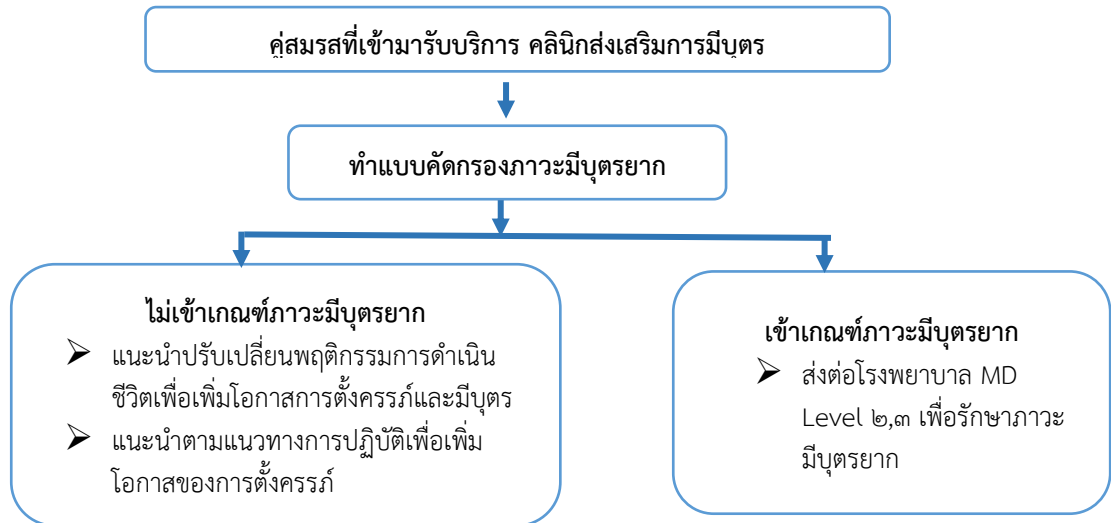 คู่สมรสที่เข้ามารับบริการ คลินิกส่งเสริมการมีบุตร
ทำแบบคัดกรองภาวะมีบุตรยาก
ไม่เข้าเกณฑ์ภาวะมีบุตรยาก
➢ แนะนำปรับเปลี่ยนพฤติกรรมการดำเนิน
ชีวิตเพื่อเพิ่มโอกาสการตั้งครรภ์และมีบุตร
➢ แนะนำตามแนวทางการปฏิบัติเพื่อเพิ่ม
โอกาสของการตั้งครรภ์
เข้าเกณฑ์ภาวะมีบุตรยาก
➢ ส่งต่อโรงพยาบาล MD
Level ๒,๓ เพื่อรักษาภาวะ
มีบุตรยาก